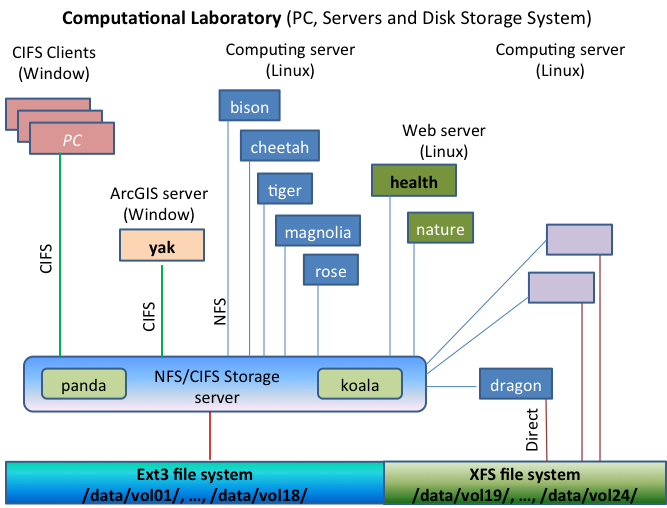 Computational Laboratory (PC, Servers and Disk Storage System)
CIFS Clients
(Window)
Computing server
(Linux)
Computing server
(Linux)
PC
bison
cheetah
tiger
magnolia
rose
Web server
(Linux)
health
nature
ArcGIS server
(Window)
yak
CIFS
CIFS
NFS
panda
NFS/CIFS Storage
server
koala
dragon
Direct
Ext3 file system
/data/vol01/, …, /data/vol18/
XFS file system
/data/vol19/, …, /data/vol24/